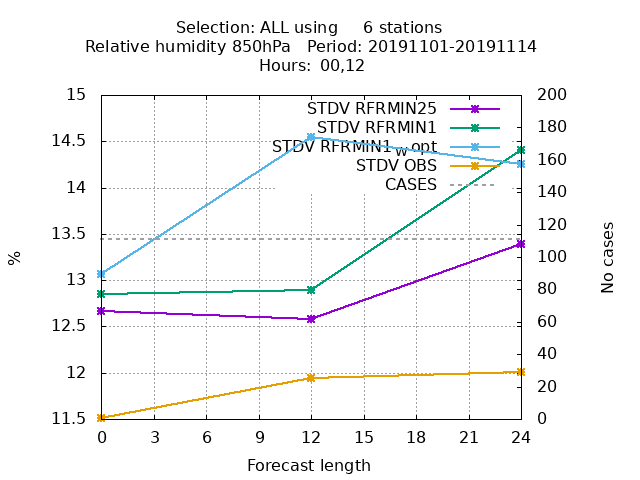 Selection: ALL using     6 stations
Relative humidity 850hPa   Period: 20191101-20191114
Hours: 00,12
STDV RFRMIN25
STDV RFRMIN1
STDV RFRMIN1_w_opt
STDV OBS
CASES
15
14.5
14
13.5
13
12.5
12
11.5
%
200
180
160
140
120
100
80
60
40
20
0
No cases
0 3 6 9 12 15 18 21 24
Forecast length